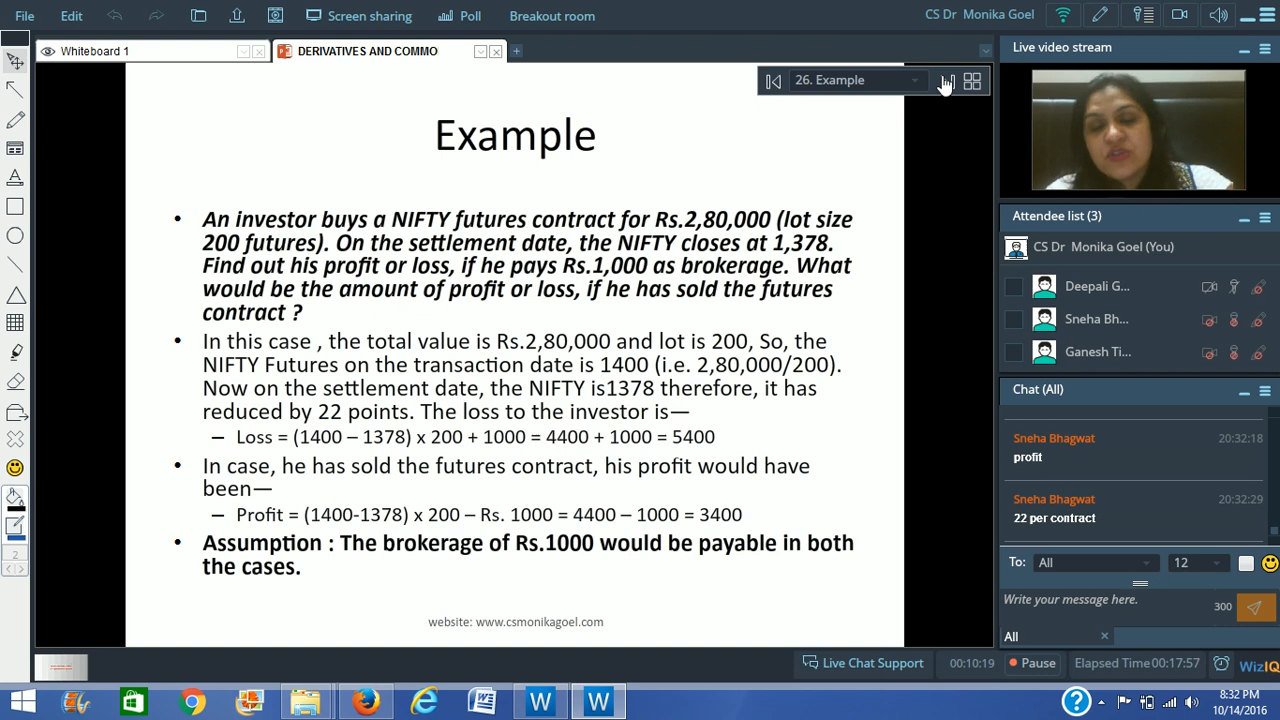 File
Edit
Screen sharing
Poll
Breakout room
CS Dr Monika Goel
Whiteboard 1
DERIVATIVES AND COMMO
26. Example
Example
• An investor buys a NIFTY futures contract for Rs.2,80,000 (lot size
200 futures). On the settlement date, the NIFTY closes at 1,378.
Find out his profit or loss, if he pays Rs.1,000 as brokerage. What
would be the amount of profit or loss, if he has sold the futures
contract ?
• In this case , the total value is Rs.2,80,000 and lot is 200, So, the
NIFTY Futures on the transaction date is 1400 (i.e. 2,80,000/200).
Now on the settlement date, the NIFTY is1378 therefore, it has
reduced by 22 points. The loss to the investor is—
– Loss = (1400 – 1378) x 200 + 1000 = 4400 + 1000 = 5400
• In case, he has sold the futures contract, his profit would have
been—
– Profit = (1400-1378) x 200 – Rs. 1000 = 4400 – 1000 = 3400
• Assumption : The brokerage of Rs.1000 would be payable in both
the cases.
website: www.csmonikagoel.com
Live video stream
Attendee list (3)
CS Dr Monika Goel (You)
Deepali G...
Sneha Bh...
Ganesh Ti...
Chat (All)
Sneha Bhagwat 20:32:18
profit
Sneha Bhagwat 20:32:29
22 per contract
To: All 12
Write your message here. 300
All
2
Live Chat Support
00:10:19
Pause
Elapsed Time 00:17:57
WizIQ
8:32 PM
10/14/2016